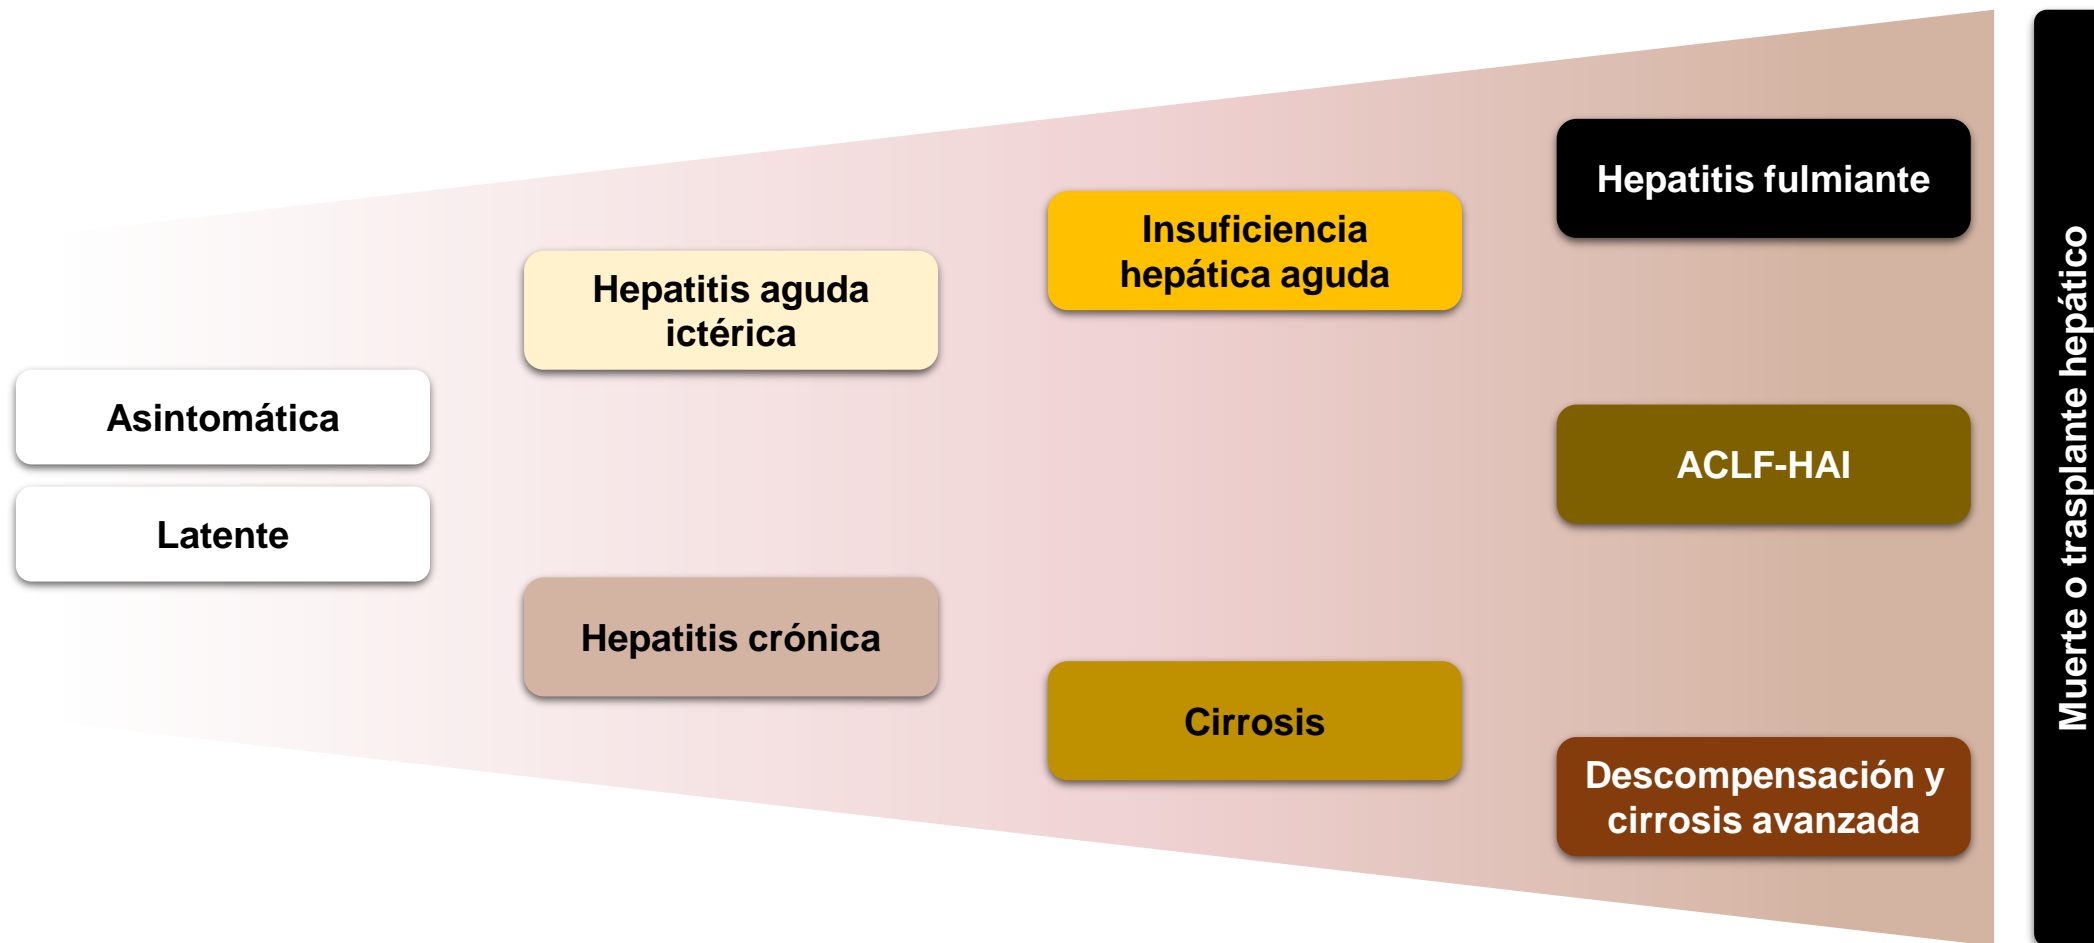 Asintomática
Latente
Hepatitis aguda
ictérica
Hepatitis crónica
Insuficiencia
hepática aguda
Cirrosis
Hepatitis fulmiante
ACLF-HAI
Descompensación y
cirrosis avanzada
Muerte o trasplante hepático